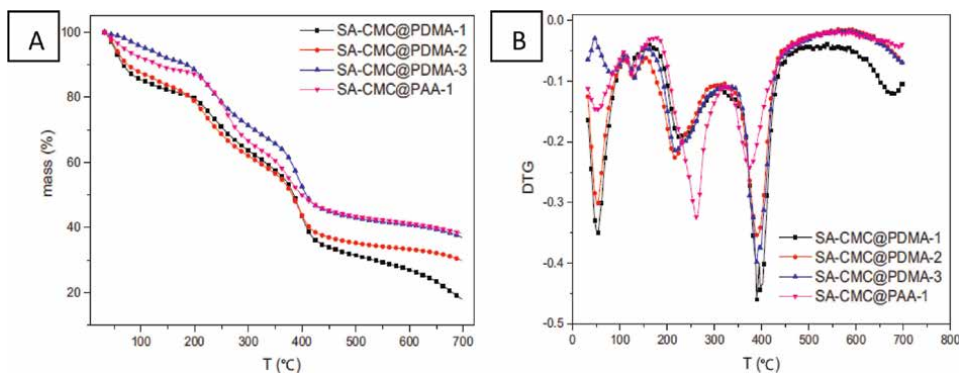 A
SA-CMC@PDMA-1
SA-CMC@PDMA-2
SA-CMC@PDMA-3
SA-CMC@PAA-1
100
80
60
40
20
mass (%)
100 200 300 400 500 600 700
T (°C)
B
0.0
-0.1
-0.2
-0.3
-0.4
-0.5
DTG
SA-CMC@PDMA-1
SA-CMC@PDMA-2
SA-CMC@PDMA-3
SA-CMC@PAA-1
0 100 200 300 400 500 600 700 800
T (°C)